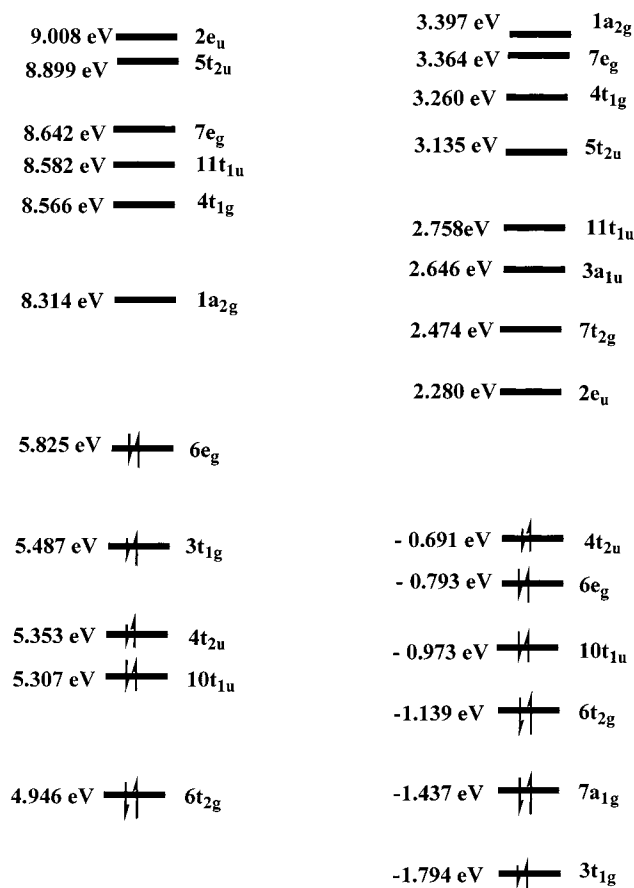 9.008 eV 2eu
8.899 eV 5t2u
8.642 eV 7eg
8.582 eV 11t1u
8.566 eV 4t1g
8.314 eV 1a2g
5.825 eV 6eg
5.487 eV 3t1g
5.353 eV 4t2u
5.307 eV 10t1u
4.946 eV 6t2g
3.397 eV 1a2g
3.364 eV 7eg
3.260 eV 4t1g
3.135 eV 5t2u
2.758eV 11t1u
2.646 eV 3a1u
2.474 eV 7t2g
2.280 eV 2eu
- 0.691 eV 4t2u
- 0.793 eV 6eg
- 0.973 eV 10t1u
-1.139 eV 6t2g
-1.437 eV 7a1g
-1.794 eV 3t1g